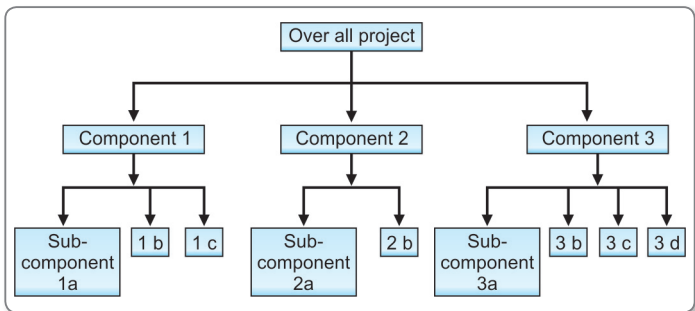 Over all project
Component 1
Component 2
Component 3
Sub-
component
1a
1 b
1 c
Sub-
component
2a
2 b
Sub-
component
3a
3 b
3 c
3 d